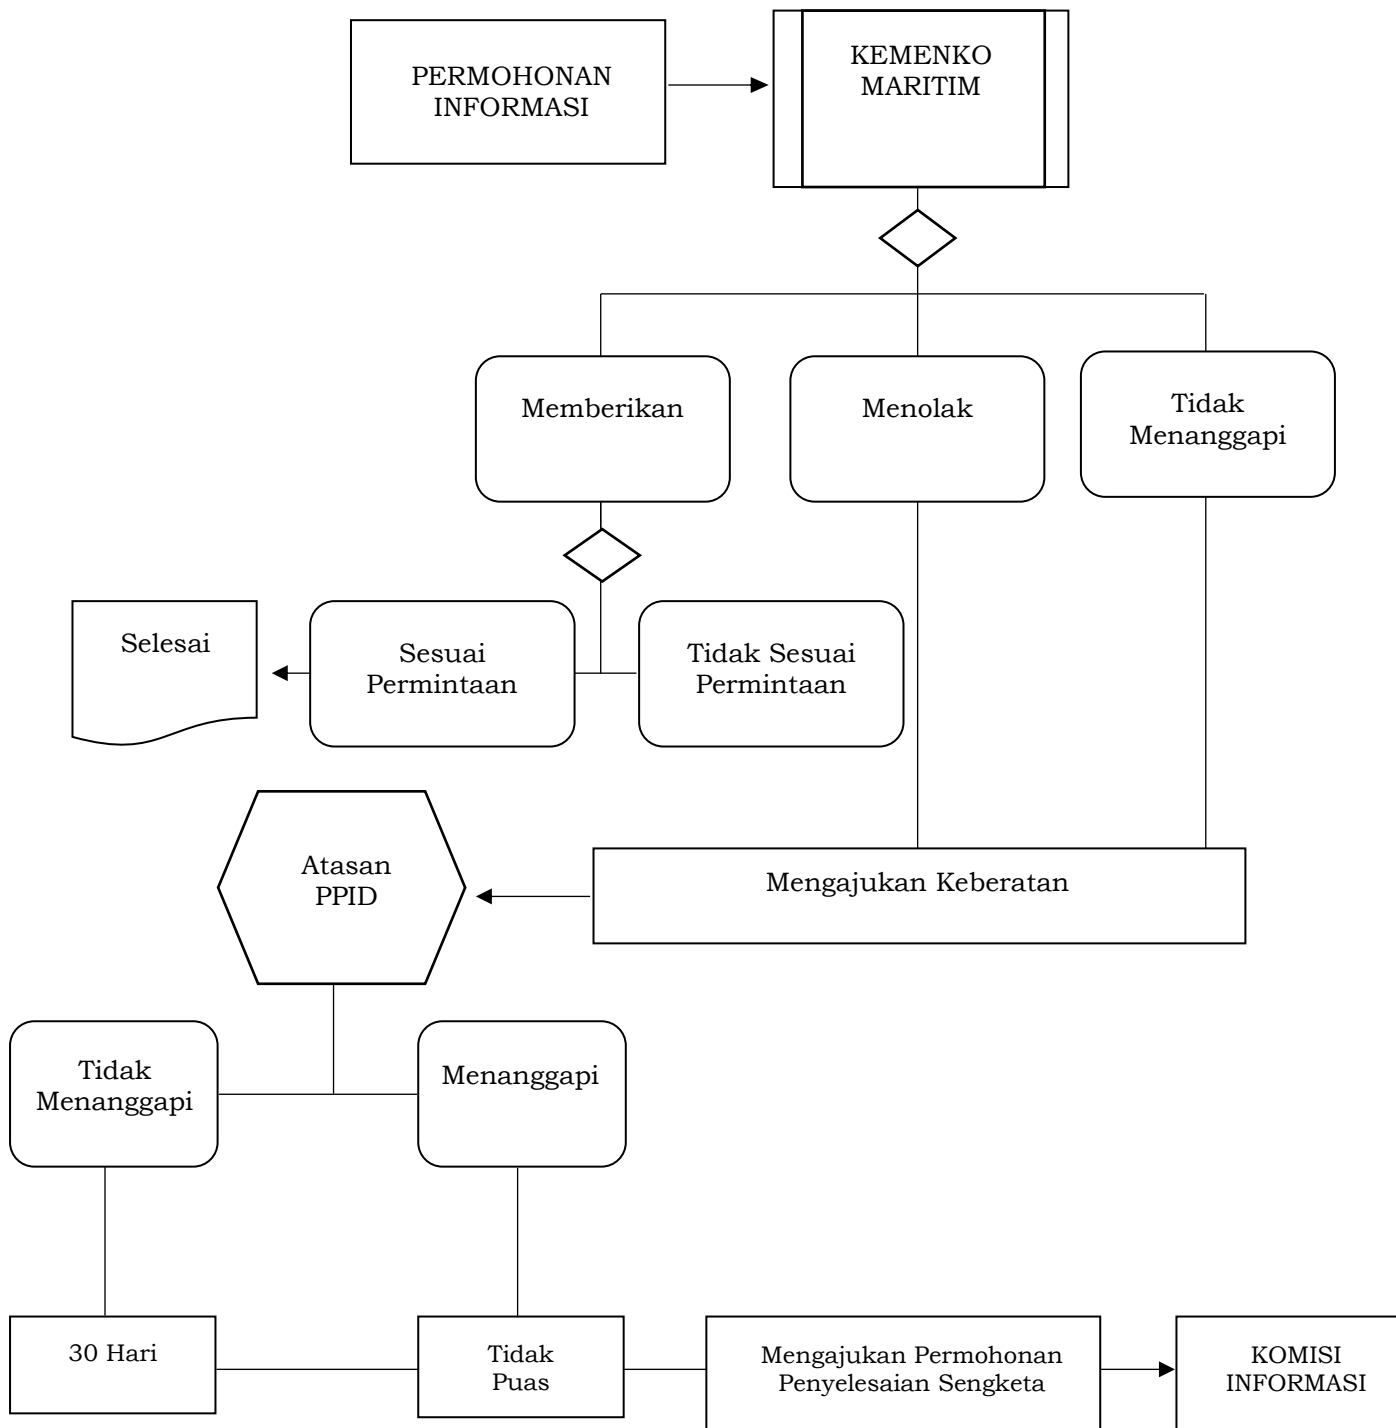 PERMOHONAN
INFORMASI
KEMENKO
MARITIM
Memberikan
Menolak
Tidak
Menanggapi
Selesai
Sesuai
Permintaan
Tidak Sesuai
Permintaan
Atasan
PPID
Mengajukan Keberatan
Tidak
Menanggapi
Menanggapi
30 Hari
Tidak
Puas
Mengajukan Permohonan
Penyelesaian Sengketa
KOMISI
INFORMASI